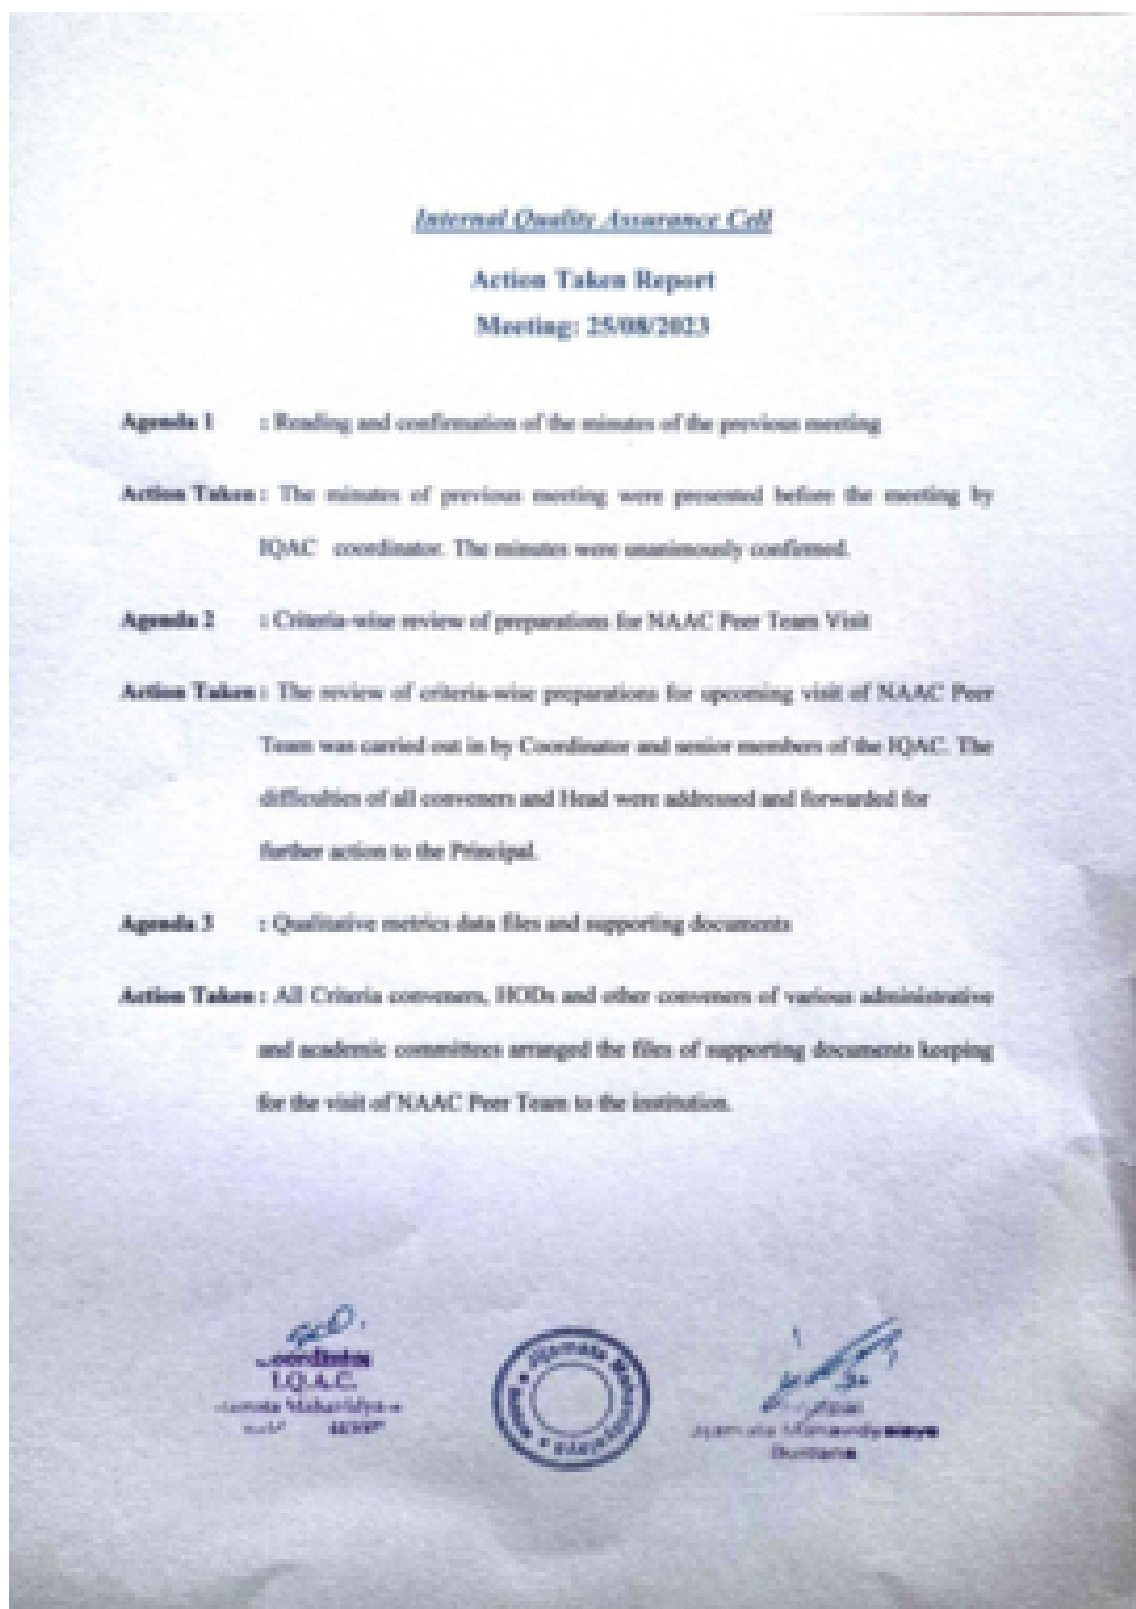 Internal Quality Assurance Cell
Action Taken Report
Meeting: 25/08/2023
Agenda 1 : Reading and confirmation of the minutes of the previous meeting
Action Taken : The minutes of previous meeting were presented before the meeting by
IQAC coordinator. The minutes were unanimously confirmed.
Agenda 2 : Criteria-wise review of preparations for NAAC Peer Team Visit
Action Taken : The review of criteria-wise preparations for upcoming visit of NAAC Peer
Team was carried out in by Coordinator and senior members of the IQAC. The
difficulties of all conveners and Head were addressed and forwarded for
further action to the Principal.
Agenda 3 : Qualitative metrics data files and supporting documents
Action Taken : All Criteria conveners, HODs and other conveners of various administrative
and academic committees arranged the files of supporting documents keeping
for the visit of NAAC Peer Team to the institution.
I.Q.A.C.
Jijamata Mahavidyalaya
Jijamata Mahavidyalaya
Buldana